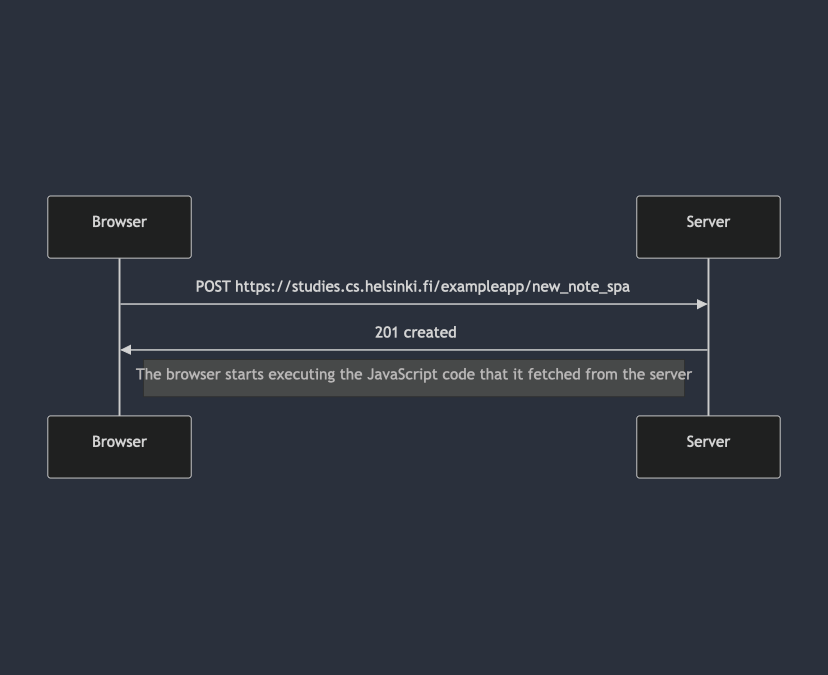 Browser
Server
POST https://studies.cs.helsinki.fi/exampleapp/new_note_spa
201 created
The browser starts executing the JavaScript code that it fetched from the server
Browser
Server